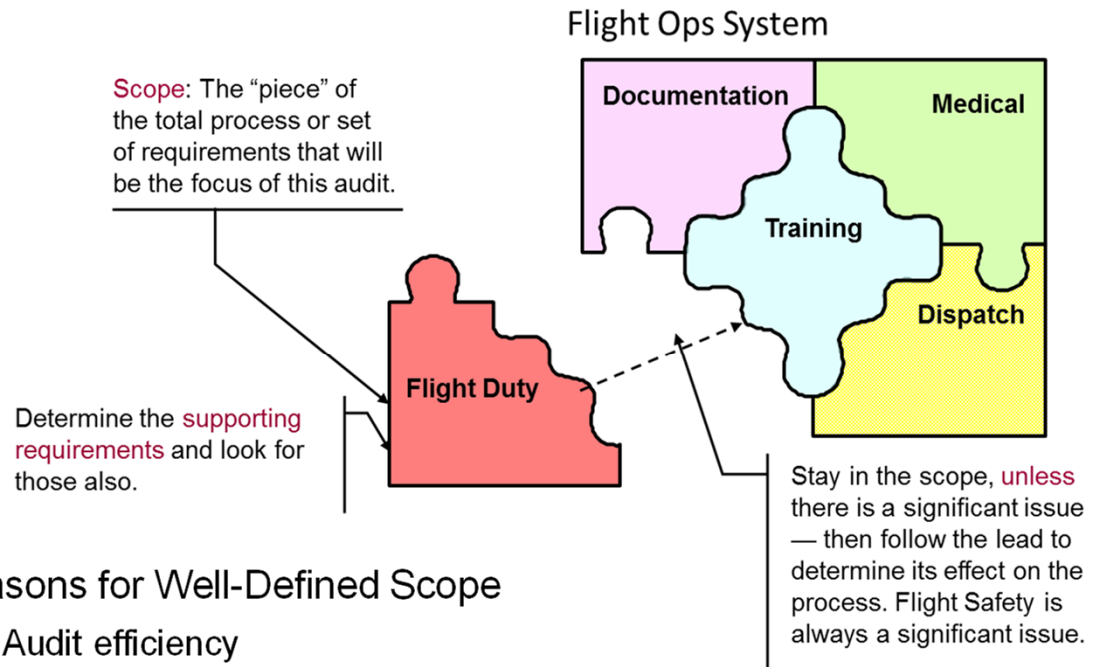 Flight Ops System
Scope: The “piece” of
the total process or set
of requirements that will
be the focus of this audit.
Documentation
Medical
Training
Dispatch
Flight Duty
Determine the supporting
requirements and look for
those also.
Stay in the scope, unless
there is a significant issue
— then follow the lead to
determine its effect on the
process. Flight Safety is
always a significant issue.
for Well-Defined Scope
Audit efficiency